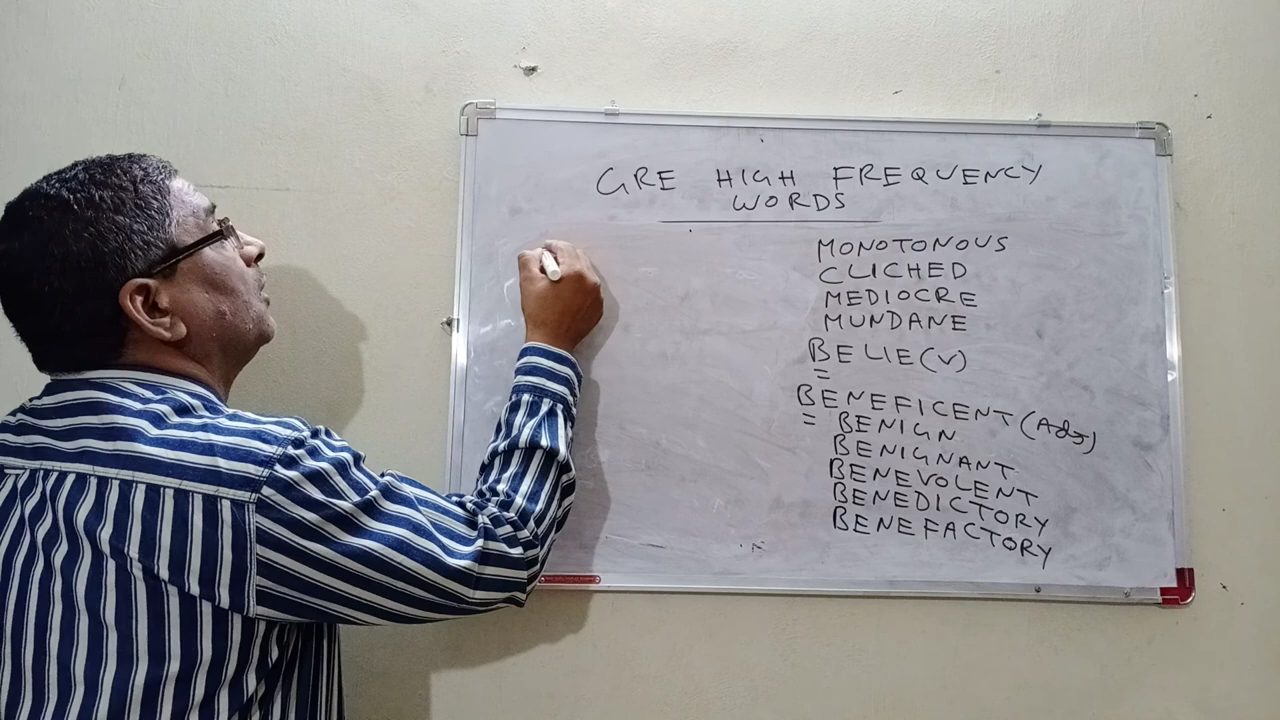 GRE HIGH FREQUENCY
WORDS
MONOTONOUS
CLICHED
MEDIOCRE
MUNDANE
BELIE(V)
=
BENEFICENT(Adj)
= BENIGN
BENIGNANT
BENEVOLENT
BENEDICTORY
BENEFACTORY